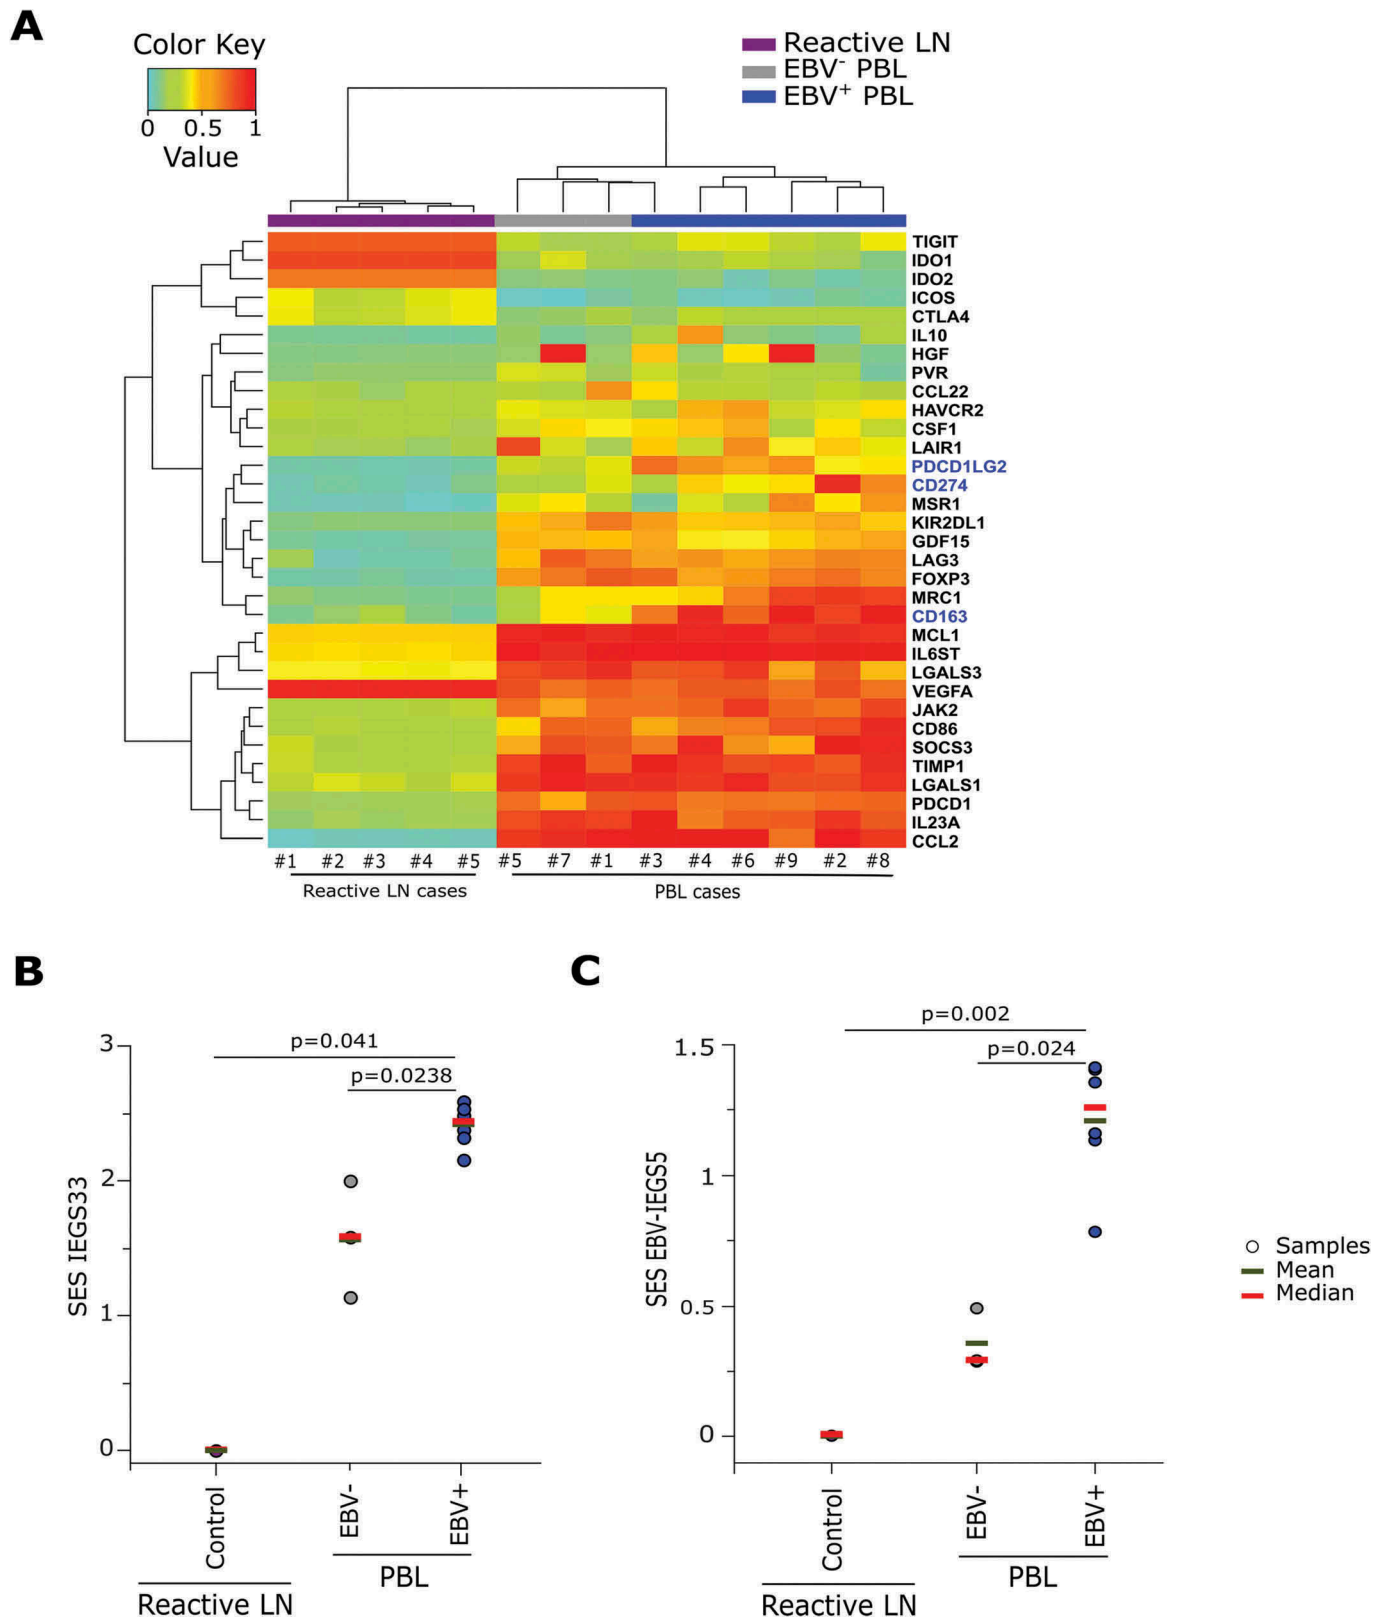 A
Color Key
0 0.5 1
Value
Reactive LN
EBV- PBL
EBV+ PBL
TIGIT
IDO1
IDO2
ICOS
CTLA4
IL10
HGF
PVR
CCL22
HAVCR2
CSF1
LAIR1
PDCD1LG2
CD274
MSR1
KIR2DL1
GDF15
LAG3
FOXP3
MRC1
CD163
MCL1
IL6ST
LGALS3
VEGFA
JAK2
CD86
SOCS3
TIMP1
LGALS1
PDCD1
IL23A
CCL2
#1 #2 #3 #4 #5 #5 #7 #1 #3 #4 #6 #9 #2 #8
Reactive LN cases PBL cases
B
SES IEGS33
3
2
1
0
p=0.041
p=0.0238
Control
EBV-
EBV+
PBL
Reactive LN
C
SES EBV-IEGS5
1.5
1
0.5
0
p=0.002
p=0.024
Control
EBV-
EBV+
PBL
Reactive LN
Samples
Mean
Median